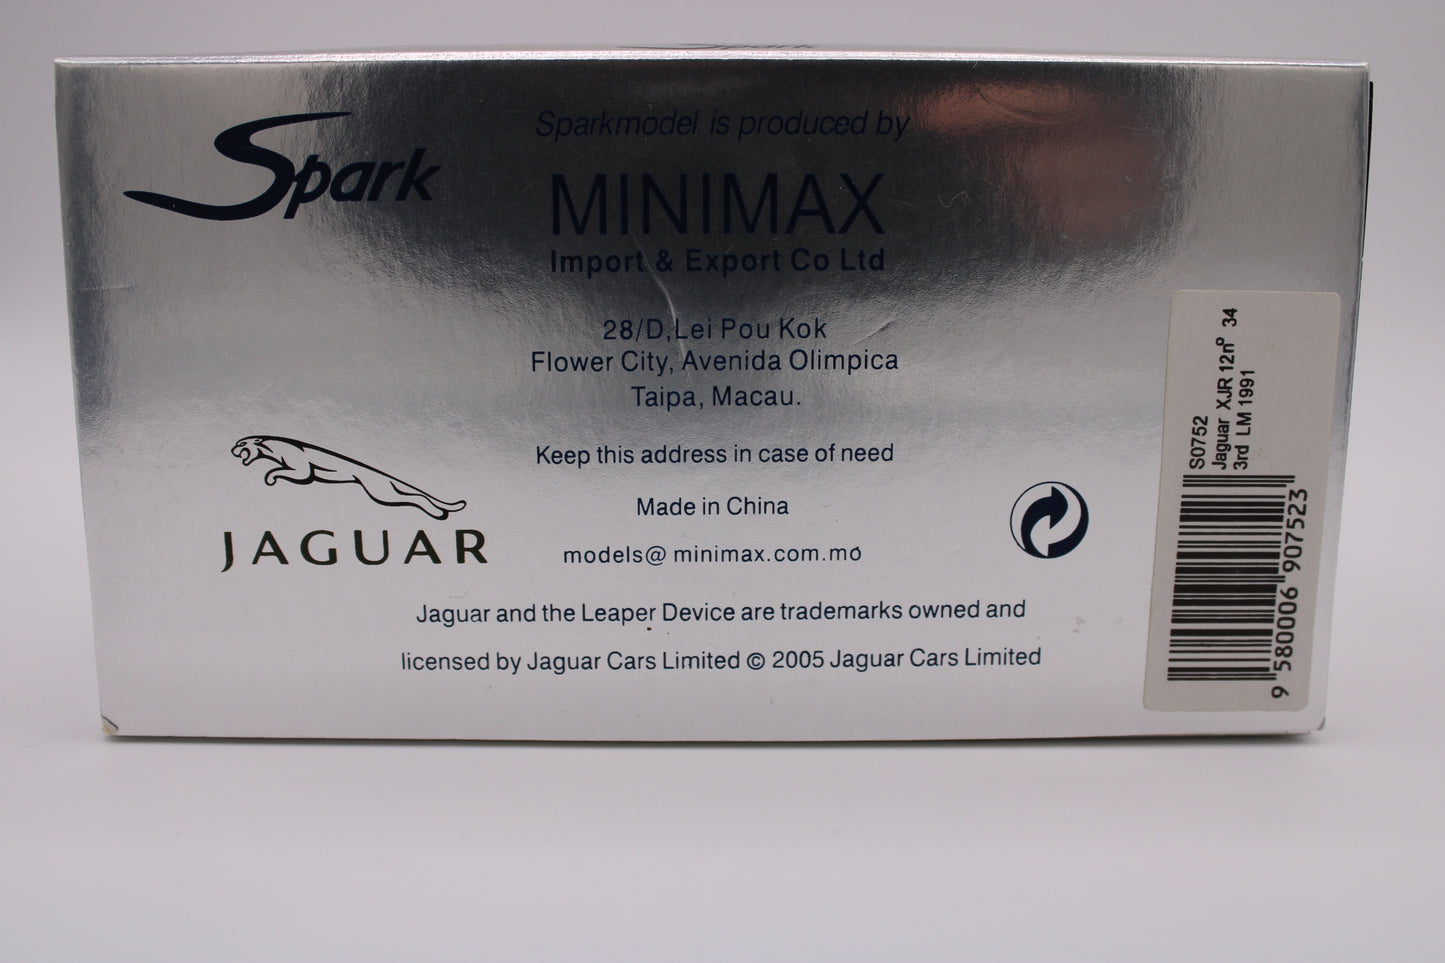 Spark
Spark
Sparkmodel is produced by
MINIMAX
Import & Export Co Ltd
28/D,Lei Pou Kok
Flower City, Avenida Olimpica
Taipa, Macau.
Keep this address in case of need
Made in China
models@ minimax.com.mo
JAGUAR
Jaguar and the Leaper Device are trademarks owned and
licensed by Jaguar Cars Limited © 2005 Jaguar Cars Limited
S0752
Jaguar XJR 12nº 34
3rd LM 1991
9 580006 907523